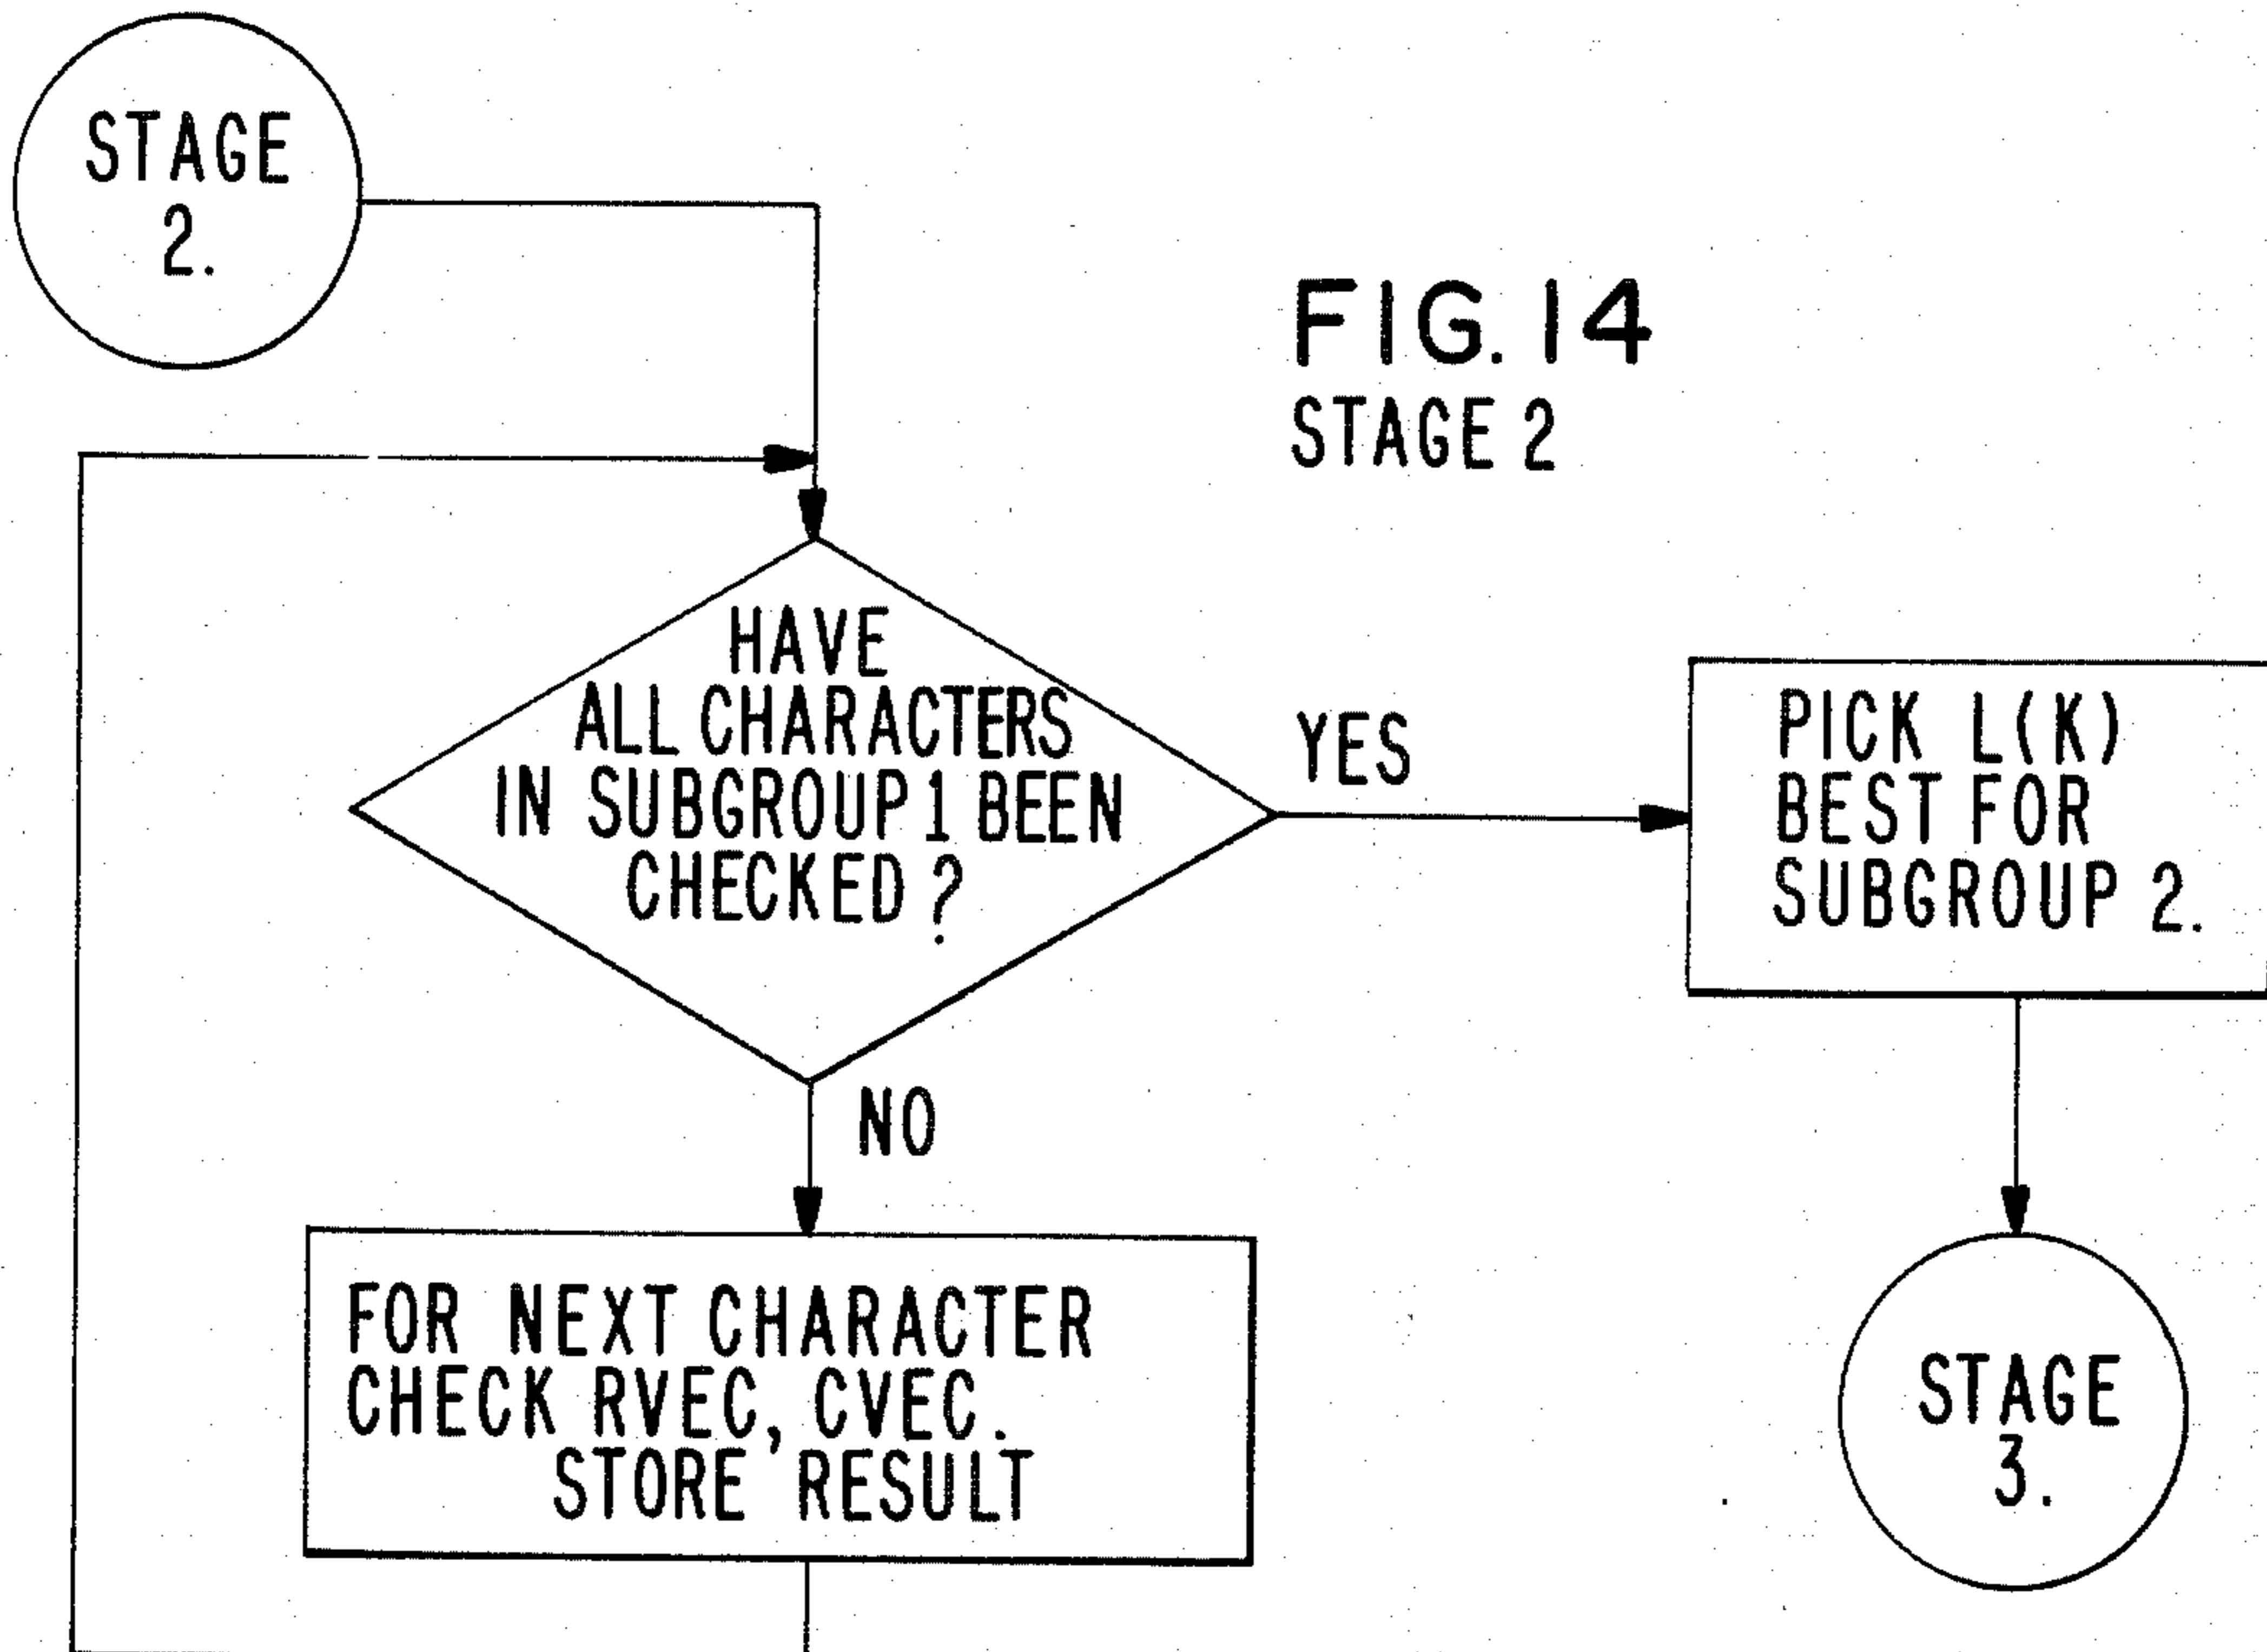 STAGE
2.
FIG. 14
STAGE 2
HAVE
ALL CHARACTERS
IN SUBGROUP 1 BEEN
CHECKED ?
YES
PICK L(K)
BEST FOR
SUBGROUP 2.
NO
FOR NEXT CHARACTER
CHECK RVEC, CVEC.
STORE RESULT
STAGE
3.